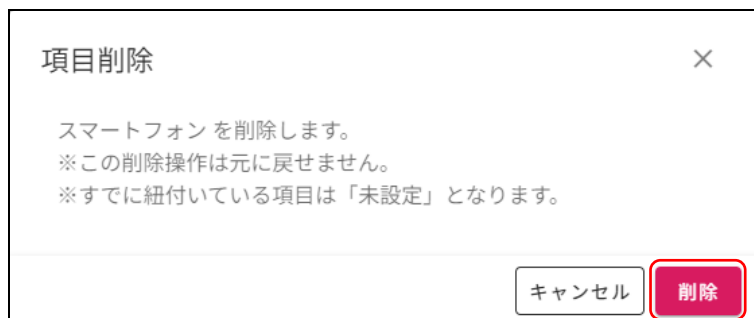 項目削除
スマートフォン を削除します。
※この削除操作は元に戻せません。
※すでに紐付いている項目は「未設定」となります。
キャンセル
削除